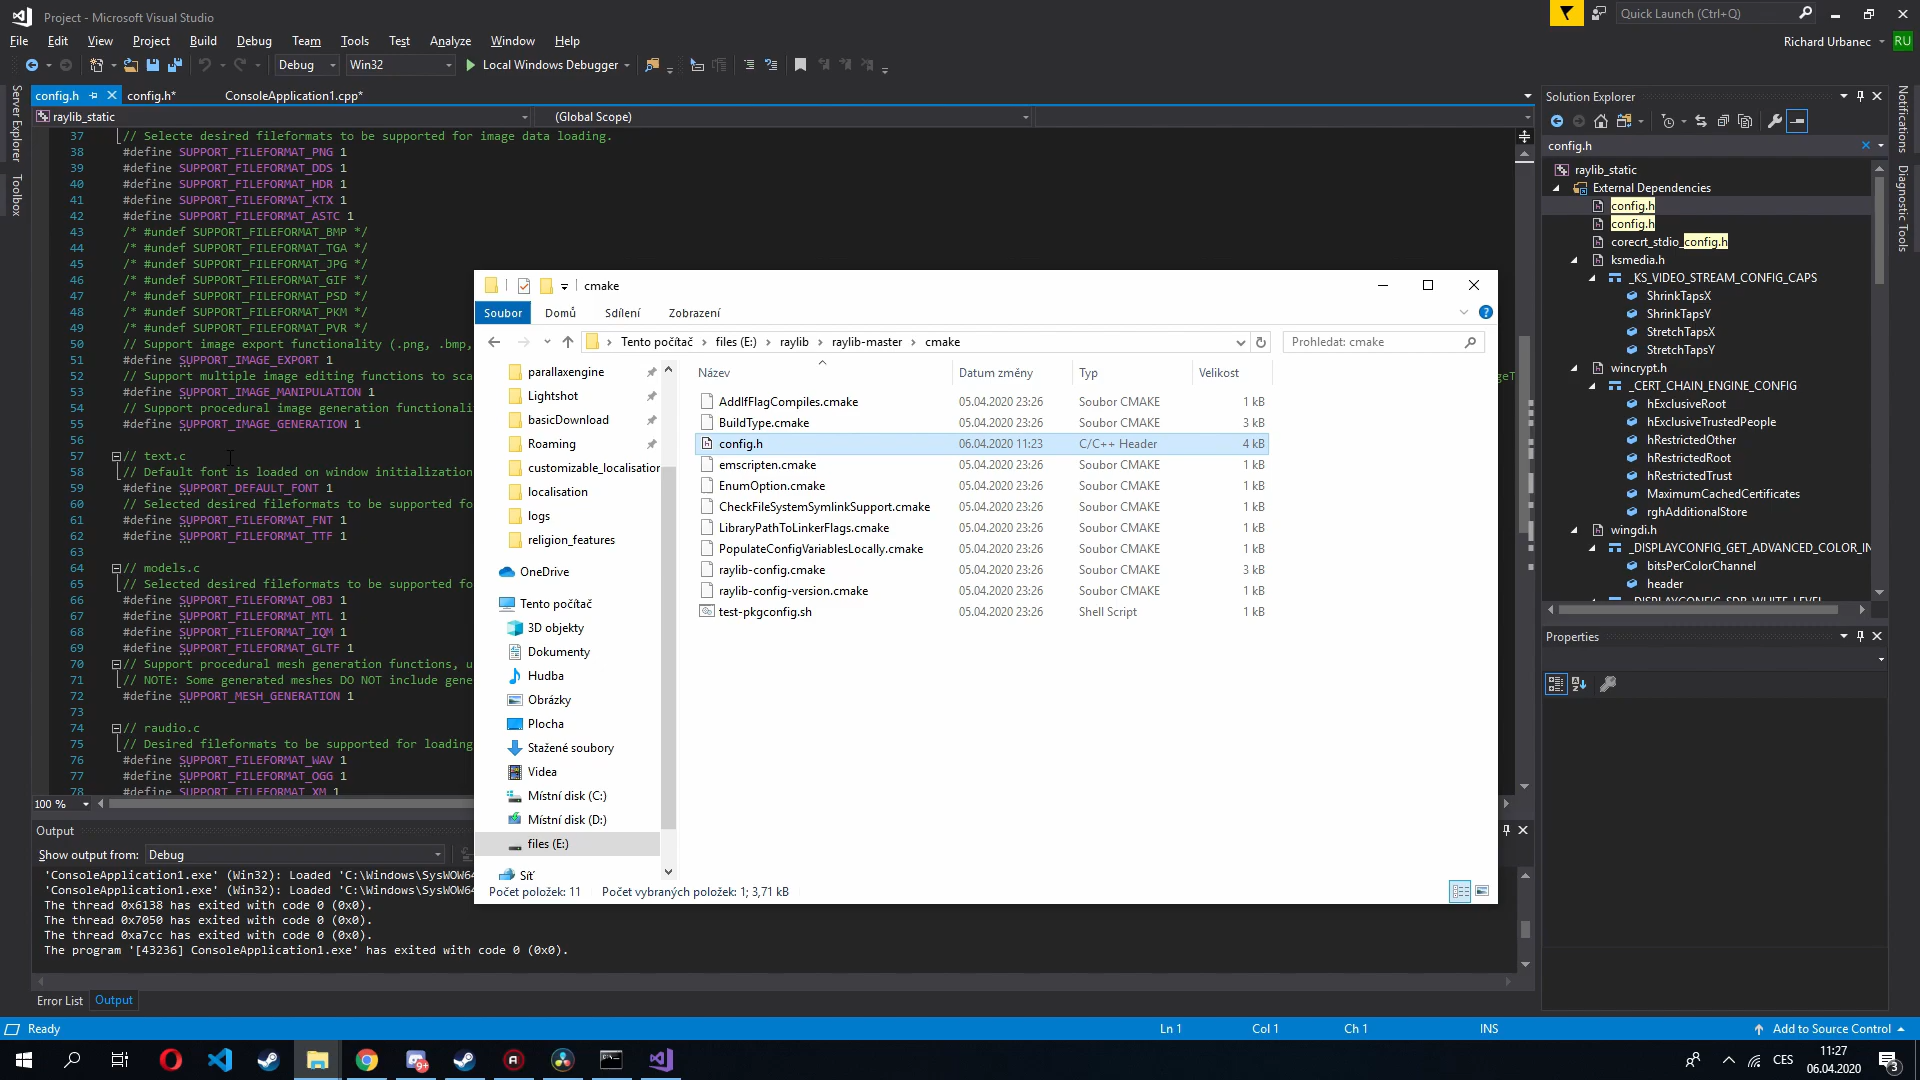 Project - Microsoft Visual Studio
Quick Launch (Ctrl+Q)
File Edit View Project Build Debug Team Tools Test Analyze Window Help
Richard Urbanec RU
Debug Win32 Local Windows Debugger
Server Explorer
Toolbox
config.h config.h* ConsoleApplication1.cpp*
raylib_static (Global Scope)
37 // Selecte desired fileformats to be supported for image data loading.
38 #define SUPPORT_FILEFORMAT_PNG 1
39 #define SUPPORT_FILEFORMAT_DDS 1
40 #define SUPPORT_FILEFORMAT_HDR 1
41 #define SUPPORT_FILEFORMAT_KTX 1
42 #define SUPPORT_FILEFORMAT_ASTC 1
43 /* #undef SUPPORT_FILEFORMAT_BMP */
44 /* #undef SUPPORT_FILEFORMAT_TGA */
45 /* #undef SUPPORT_FILEFORMAT_JPG */
46 /* #undef SUPPORT_FILEFORMAT_GIF */
47 /* #undef SUPPORT_FILEFORMAT_PSD */
48 /* #undef SUPPORT_FILEFORMAT_PKM */
49 /* #undef SUPPORT_FILEFORMAT_PVR */
50 // Support image export functionality (.png, .bmp,
51 #define SUPPORT_IMAGE_EXPORT 1
52 // Support multiple image editing functions to sca
53 #define SUPPORT_IMAGE_MANIPULATION 1
54 // Support procedural image generation functionali
55 #define SUPPORT_IMAGE_GENERATION 1
56
57 // text.c
58 // Default font is loaded on window initialization
59 #define SUPPORT_DEFAULT_FONT 1
60 // Selected desired fileformats to be supported fo
61 #define SUPPORT_FILEFORMAT_FNT 1
62 #define SUPPORT_FILEFORMAT_TTF 1
63
64 // models.c
65 // Selected desired fileformats to be supported fo
66 #define SUPPORT_FILEFORMAT_OBJ 1
67 #define SUPPORT_FILEFORMAT_MTL 1
68 #define SUPPORT_FILEFORMAT_IQM 1
69 #define SUPPORT_FILEFORMAT_GLTF 1
70 // Support procedural mesh generation functions, u
71 // NOTE: Some generated meshes DO NOT include gene
72 #define SUPPORT_MESH_GENERATION 1
73
74 // raudio.c
75 // Desired fileformats to be supported for loading
76 #define SUPPORT_FILEFORMAT_WAV 1
77 #define SUPPORT_FILEFORMAT_OGG 1
78 #define SUPPORT_FILEFORMAT_XM 1
100 %
cmake
Soubor Domů Sdílení Zobrazení
Tento počítač > files (E:) > raylib > raylib-master > cmake
Prohledat: cmake
parallaxengine
Lightshot
basicDownload
Roaming
customizable_localisation
localisation
logs
religion_features
OneDrive
Tento počítač
3D objekty
Dokumenty
Hudba
Obrázky
Plocha
Stažené soubory
Videa
Místní disk (C:)
Místní disk (D:)
files (E:)
Síť
Název Datum změny Typ Velikost
AddIfFlagCompiles.cmake 05.04.2020 23:26 Soubor CMAKE 1 kB
BuildType.cmake 05.04.2020 23:26 Soubor CMAKE 3 kB
config.h 06.04.2020 11:23 C/C++ Header 4 kB
emscripten.cmake 05.04.2020 23:26 Soubor CMAKE 1 kB
EnumOption.cmake 05.04.2020 23:26 Soubor CMAKE 1 kB
CheckFileSystemSymlinkSupport.cmake 05.04.2020 23:26 Soubor CMAKE 1 kB
LibraryPathToLinkerFlags.cmake 05.04.2020 23:26 Soubor CMAKE 1 kB
PopulateConfigVariablesLocally.cmake 05.04.2020 23:26 Soubor CMAKE 1 kB
raylib-config.cmake 05.04.2020 23:26 Soubor CMAKE 3 kB
raylib-config-version.cmake 05.04.2020 23:26 Soubor CMAKE 1 kB
test-pkgconfig.sh 05.04.2020 23:26 Shell Script 1 kB
Počet položek: 11 Počet vybraných položek: 1; 3,71 kB
Solution Explorer
config.h
raylib_static
External Dependencies
config.h
config.h
corecrt_stdio_config.h
ksmedia.h
_KS_VIDEO_STREAM_CONFIG_CAPS
ShrinkTapsX
ShrinkTapsY
StretchTapsX
StretchTapsY
wincrypt.h
_CERT_CHAIN_ENGINE_CONFIG
hExclusiveRoot
hExclusiveTrustedPeople
hRestrictedOther
hRestrictedRoot
hRestrictedTrust
MaximumCachedCertificates
rghAdditionalStore
wingdi.h
_DISPLAYCONFIG_GET_ADVANCED_COLOR_IN
bitsPerColorChannel
header
_DISPLAYCONFIG_SDR_WHITE_LEVEL
Properties
Notifications
Diagnostic Tools
Output
Show output from: Debug
'ConsoleApplication1.exe' (Win32): Loaded 'C:\Windows\SysWOW64
'ConsoleApplication1.exe' (Win32): Loaded 'C:\Windows\SysWOW64
The thread 0x6138 has exited with code 0 (0x0).
The thread 0x7050 has exited with code 0 (0x0).
The thread 0xa7cc has exited with code 0 (0x0).
The program '[43236] ConsoleApplication1.exe' has exited with code 0 (0x0).
Error List Output
Ready Ln 1 Col 1 Ch 1 INS Add to Source Control
9+
CES
11:27
06.04.2020
3